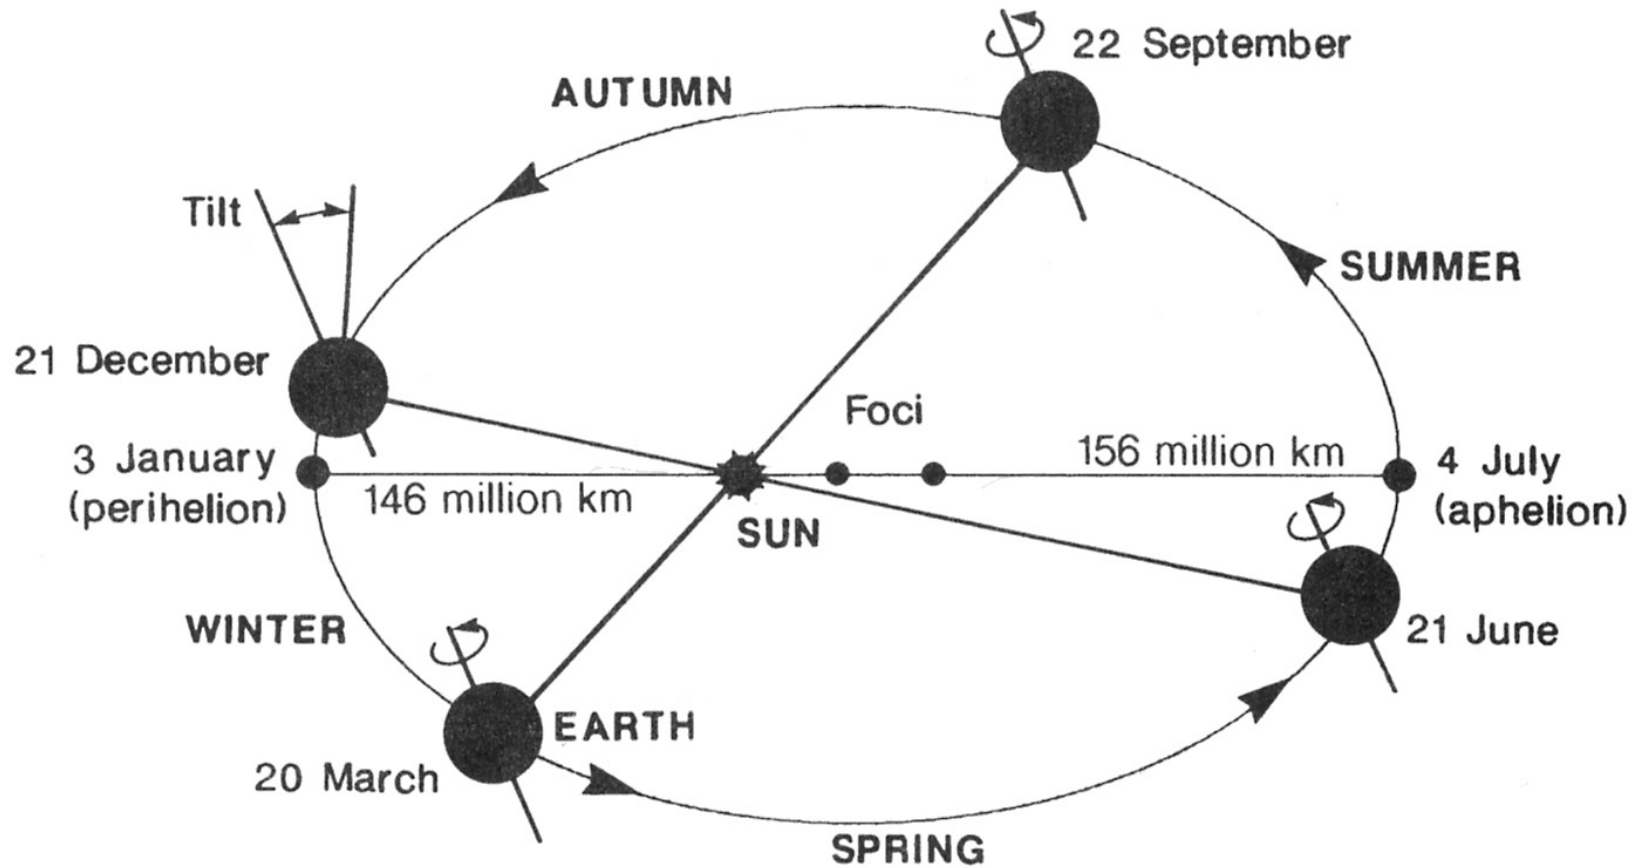 22 September
AUTUMN
Tilt
SUMMER
21 December
Foci
3 January
(perihelion)
146 million km
156 million km
4 July
(aphelion)
SUN
WINTER
21 June
EARTH
20 March
SPRING